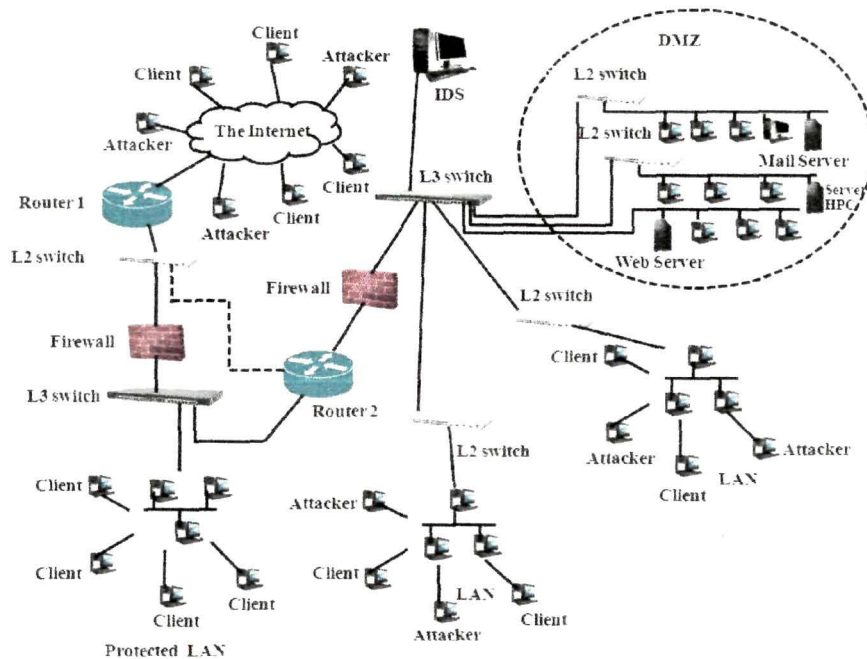 Client
Client
Attacker
Attacker
The Internet
Client
Client
Attacker
IDS
DMZ
L2 switch
L2 switch
Mail Server
Server
HPC
Web Server
L3 switch
Router 1
L2 switch
Firewall
Firewall
L3 switch
Router 2
L2 switch
L2 switch
Client
Attacker
Client
LAN
Attacker
Client
Client
Client
Client
Protected LAN
Attacker
Client
LAN
Attacker
Client